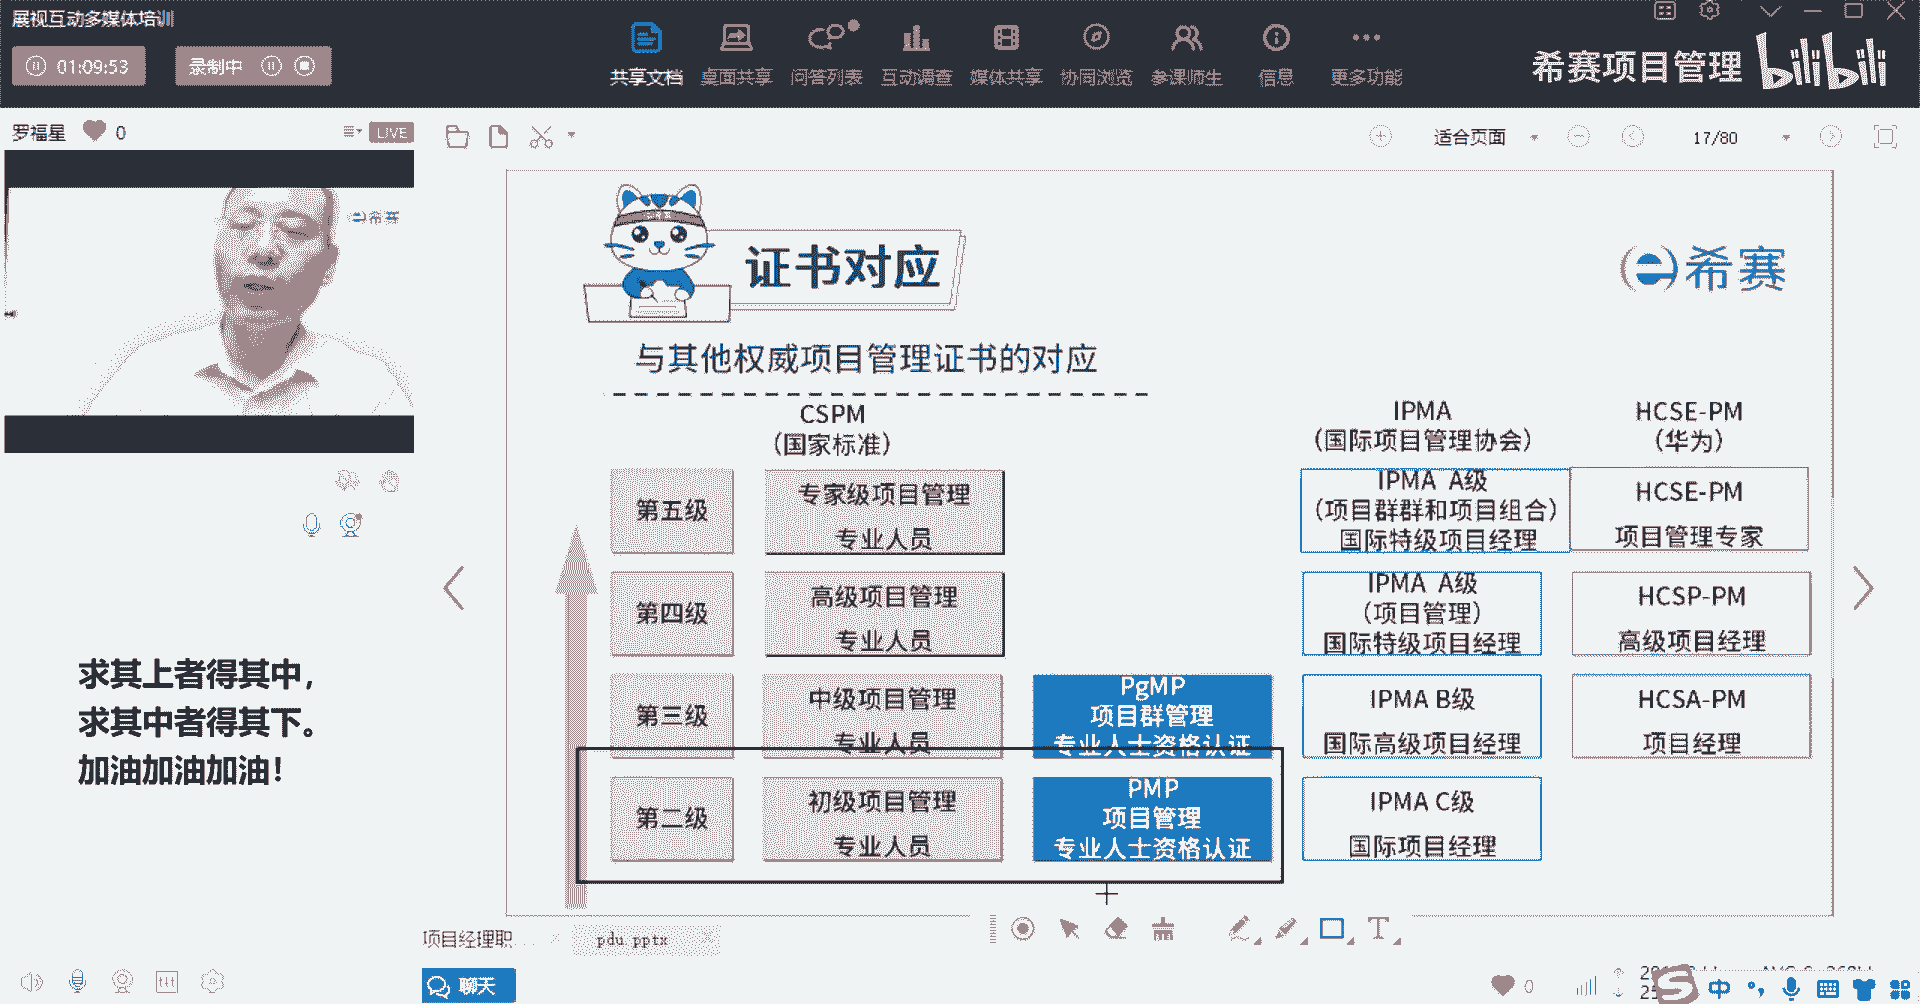 展视互动多媒体培训
01:09:53
录制中
共享文档
桌面共享
问答列表
互动调查
媒体共享
协同浏览
参课师生
信息
更多功能
希赛项目管理
bilibili
罗福星
0
LIVE
适合页面
17/80
希赛
证书对应
希赛
与其他权威项目管理证书的对应
CSPM
（国家标准）
IPMA
（国际项目管理协会）
HCSE-PM
（华为）
第五级
专家级项目管理
专业人员
IPMA A级
（项目群群和项目组合）
国际特级项目经理
HCSE-PM
项目管理专家
第四级
高级项目管理
专业人员
IPMA A级
（项目管理）
国际特级项目经理
HCSP-PM
高级项目经理
第三级
中级项目管理
专业人员
PgMP
项目群管理
专业人士资格认证
IPMA B级
国际高级项目经理
HCSA-PM
项目经理
第二级
初级项目管理
专业人员
PMP
项目管理
专业人士资格认证
IPMA C级
国际项目经理
求其上者得其中，
求其中者得其下。
加油加油加油！
项目经理职...
pdu.pptx
聊天
0
中